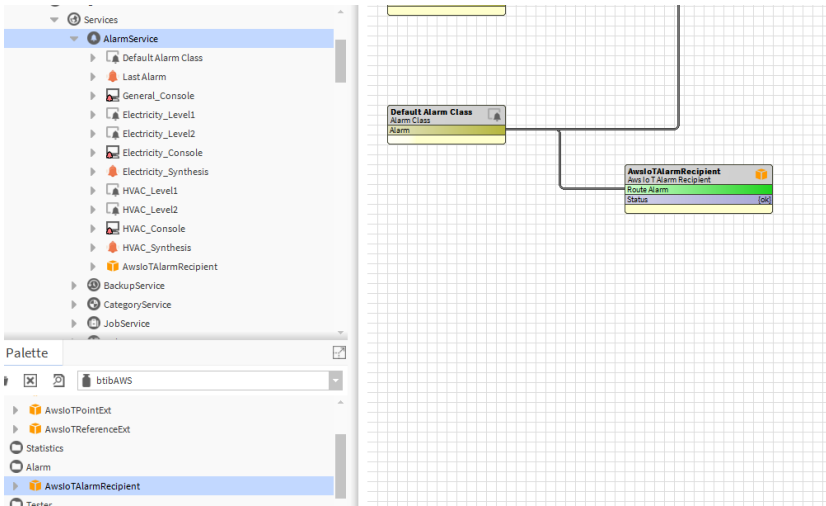 Services
AlarmService
Default Alarm Class
LastAlarm
General_Console
Electricity_Level1
Electricity_Level2
Electricity_Console
Electricity_Synthesis
HVAC_Level1
HVAC_Level2
HVAC_Console
HVAC_Synthesis
AwsIoTAlarmRecipient
BackupService
CategoryService
JobService
Palette
btibAWS
AwsIoTPointExt
AwsIoTReferenceExt
Statistics
Alarm
AwsIoTAlarmRecipient
Tester
Default Alarm Class
Alarm Class
Alarm
AwsIoTAlarmRecipient
Aws Io T Alarm Recipient
Route Alarm
Status {ok}